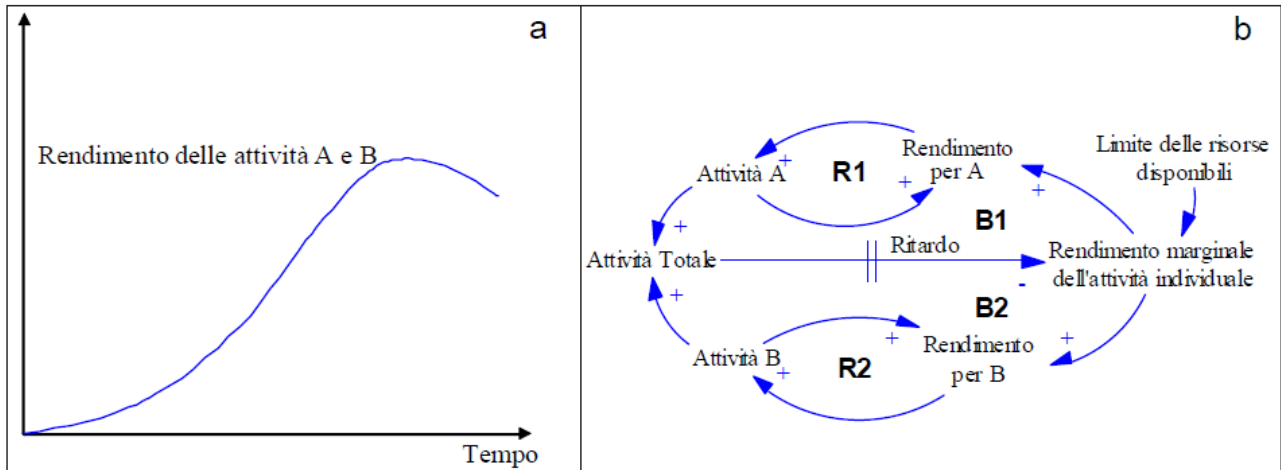 a
Rendimento delle attività A e B
Tempo
b
Attività A
+
R1
+
Rendimento
per A
Limite delle risorse
disponibili
+
B1
+
Attività Totale
Ritardo
Rendimento marginale
dell'attività individuale
-
+
B2
Attività B
+
R2
+
Rendimento
per B
+